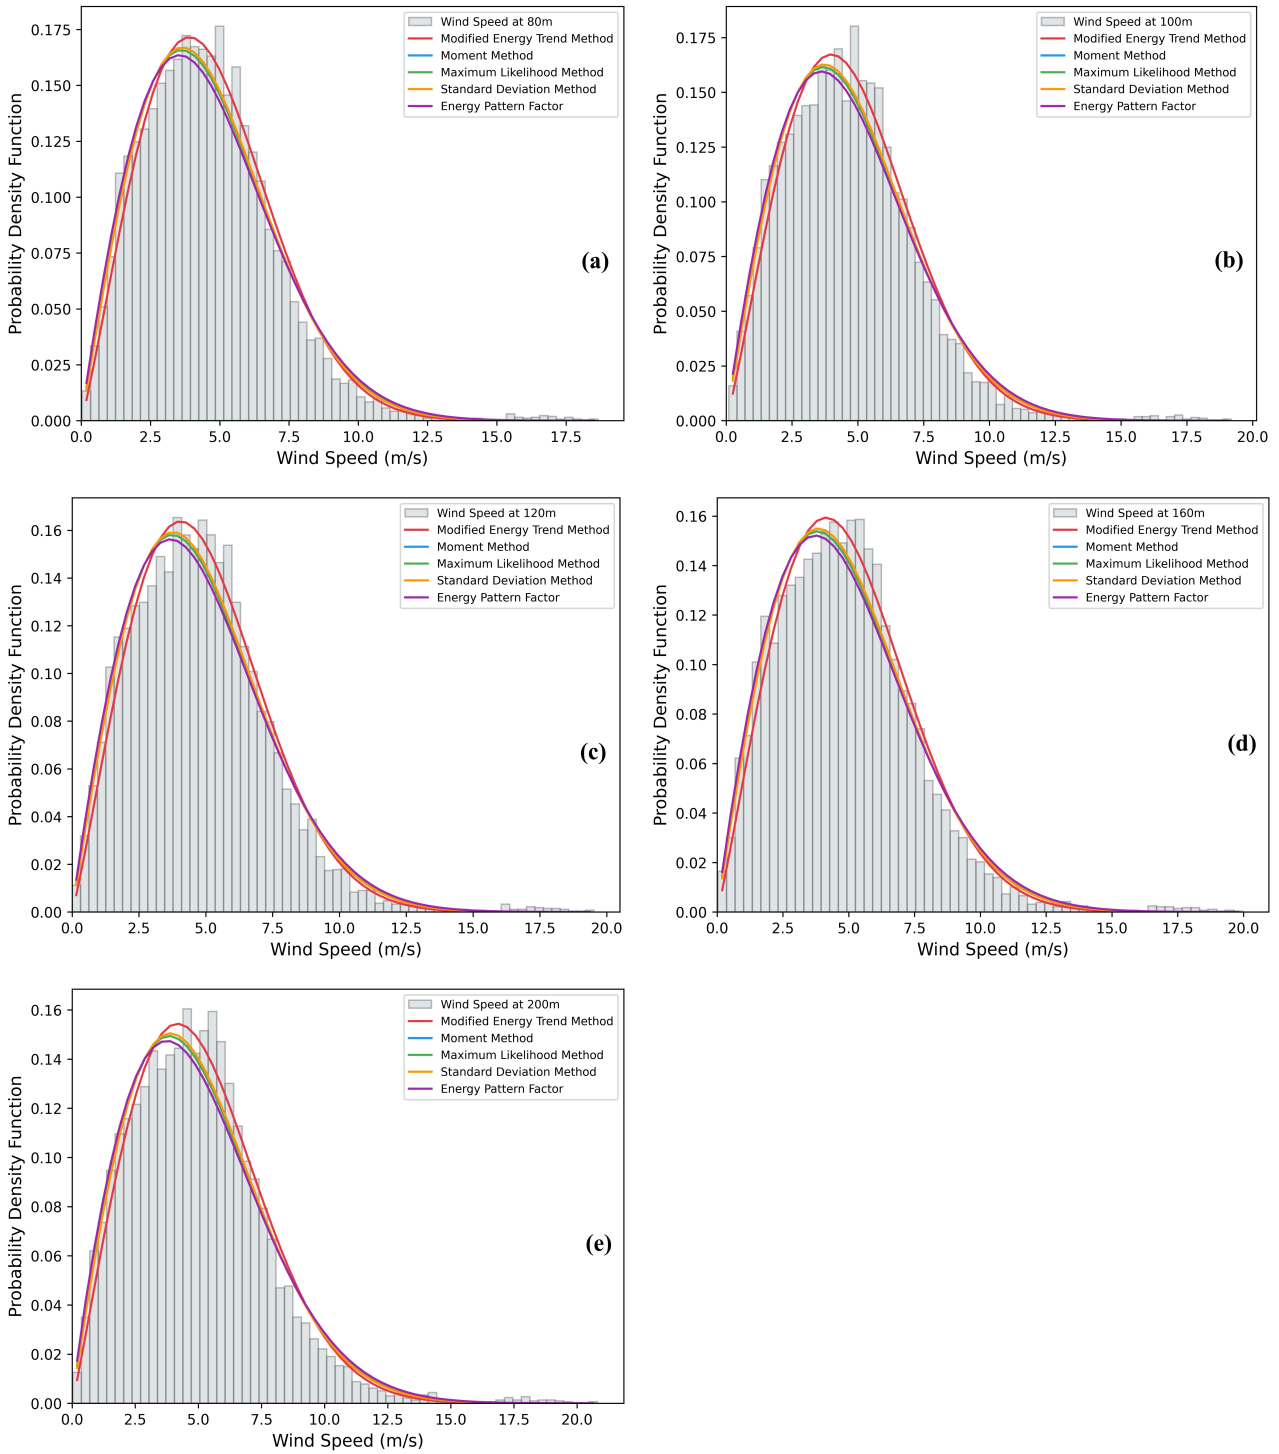 Wind Speed at 80m
Modified Energy Trend Method
Moment Method
Maximum Likelihood Method
Standard Deviation Method
Energy Pattern Factor
0.175
0.150
0.125
0.100
0.075
0.050
0.025
0.000
Probability Density Function
(a)
0.0 2.5 5.0 7.5 10.0 12.5 15.0 17.5
Wind Speed (m/s)
Wind Speed at 100m
Modified Energy Trend Method
Moment Method
Maximum Likelihood Method
Standard Deviation Method
Energy Pattern Factor
0.175
0.150
0.125
0.100
0.075
0.050
0.025
0.000
Probability Density Function
(b)
0.0 2.5 5.0 7.5 10.0 12.5 15.0 17.5 20.0
Wind Speed (m/s)
Wind Speed at 120m
Modified Energy Trend Method
Moment Method
Maximum Likelihood Method
Standard Deviation Method
Energy Pattern Factor
0.16
0.14
0.12
0.10
0.08
0.06
0.04
0.02
0.00
Probability Density Function
(c)
0.0 2.5 5.0 7.5 10.0 12.5 15.0 17.5 20.0
Wind Speed (m/s)
Wind Speed at 160m
Modified Energy Trend Method
Moment Method
Maximum Likelihood Method
Standard Deviation Method
Energy Pattern Factor
0.16
0.14
0.12
0.10
0.08
0.06
0.04
0.02
0.00
Probability Density Function
(d)
0.0 2.5 5.0 7.5 10.0 12.5 15.0 17.5 20.0
Wind Speed (m/s)
Wind Speed at 200m
Modified Energy Trend Method
Moment Method
Maximum Likelihood Method
Standard Deviation Method
Energy Pattern Factor
0.16
0.14
0.12
0.10
0.08
0.06
0.04
0.02
0.00
Probability Density Function
(e)
0.0 2.5 5.0 7.5 10.0 12.5 15.0 17.5 20.0
Wind Speed (m/s)